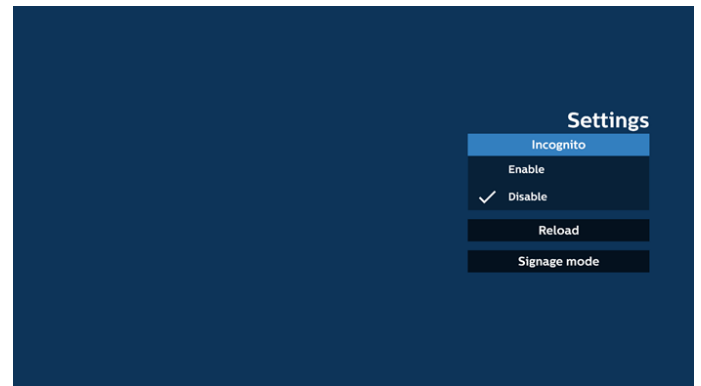 Settings
Incognito
Enable
Disable
Reload
Signage mode